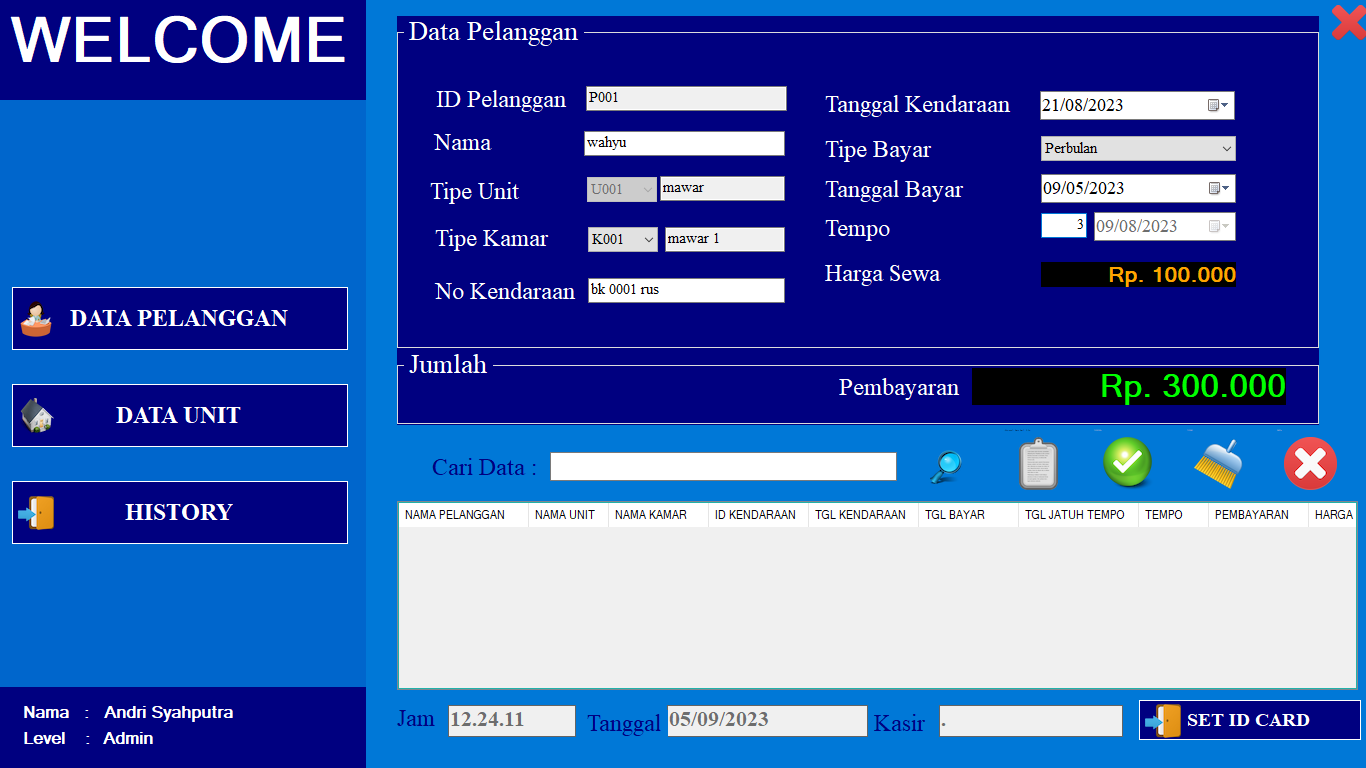 WELCOME
DATA PELANGGAN
DATA UNIT
HISTORY
Nama : Andri Syahputra
Level : Admin
Data Pelanggan
ID Pelanggan P001
Nama wahyu
Tipe Unit U001 mawar
Tipe Kamar K001 mawar 1
No Kendaraan bk 0001 rus
Tanggal Kendaraan 21/08/2023
Tipe Bayar Perbulan
Tanggal Bayar 09/05/2023
Tempo 3 09/08/2023
Harga Sewa Rp. 100.000
Jumlah
Pembayaran Rp. 300.000
Cari Data :
NAMA PELANGGAN NAMA UNIT NAMA KAMAR ID KENDARAAN TGL KENDARAAN TGL BAYAR TGL JATUH TEMPO TEMPO PEMBAYARAN HARGA
Jam 12.24.11 Tanggal 05/09/2023 Kasir .
SET ID CARD